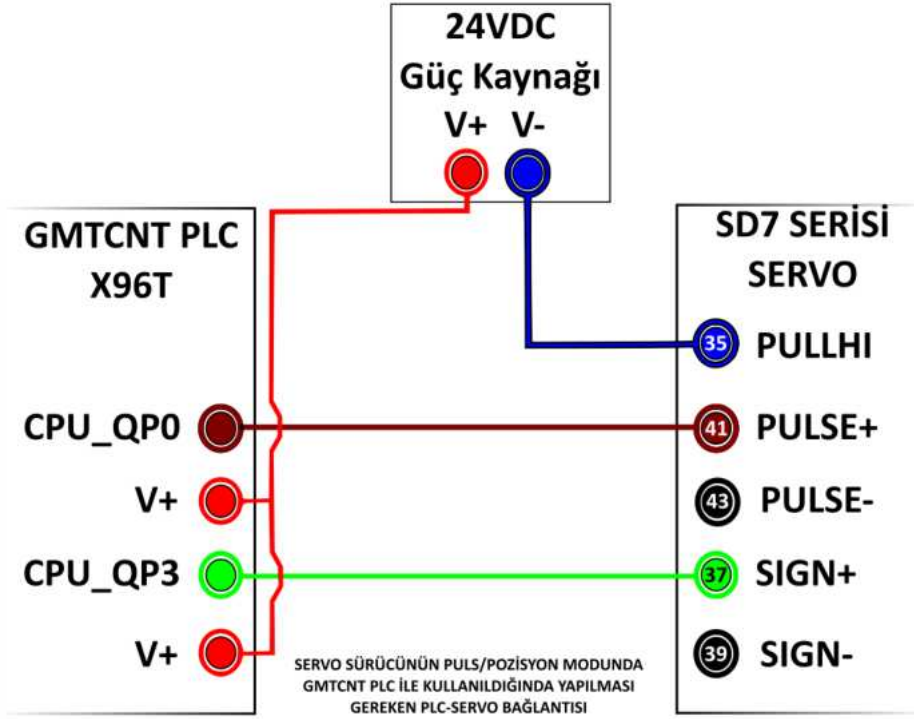 24VDC
Güç Kaynağı
V+ V-
GMTCNT PLC
X96T
SD7 SERİSİ
SERVO
35 PULLHI
CPU_QP0
41 PULSE+
V+
43 PULSE-
CPU_QP3
37 SIGN+
V+
39 SIGN-
SERVO SÜRÜCÜNÜN PULS/POZİSYON MODUNDA
GMTCNT PLC İLE KULLANILDIĞINDA YAPILMASI
GEREKEN PLC-SERVO BAĞLANTISI